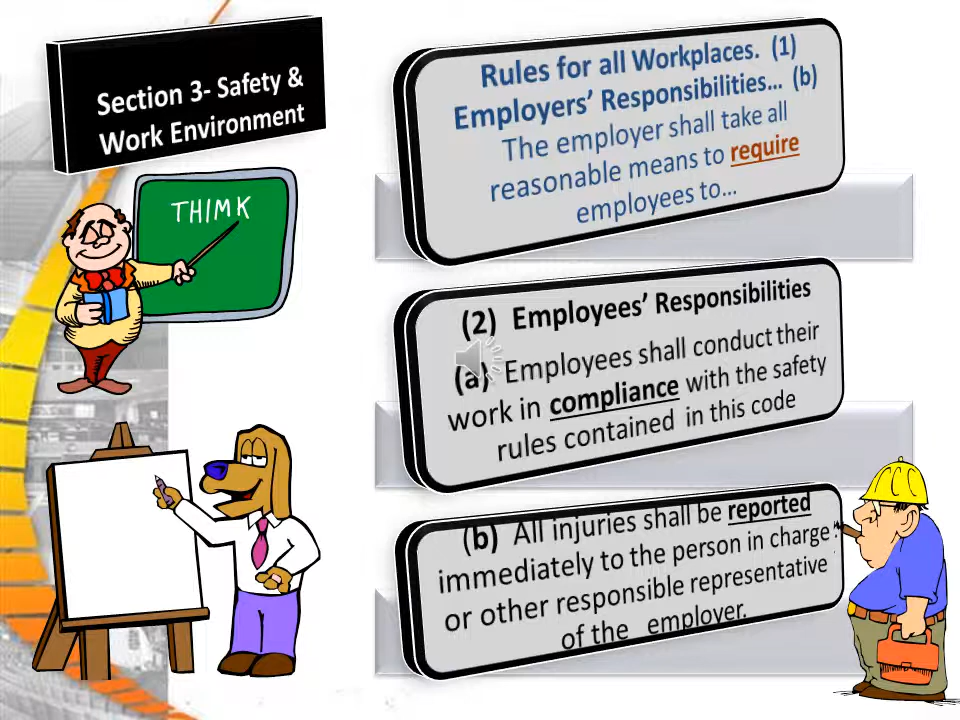 Section 3- Safety &
Work Environment
THIMK
Rules for all Workplaces. (1)
Employers’ Responsibilities... (b)
The employer shall take all
reasonable means to require
employees to...
(2) Employees’ Responsibilities
(a) Employees shall conduct their
work in compliance with the safety
rules contained in this code
(b) All injuries shall be reported
immediately to the person in charge
or other responsible representative
of the employer.